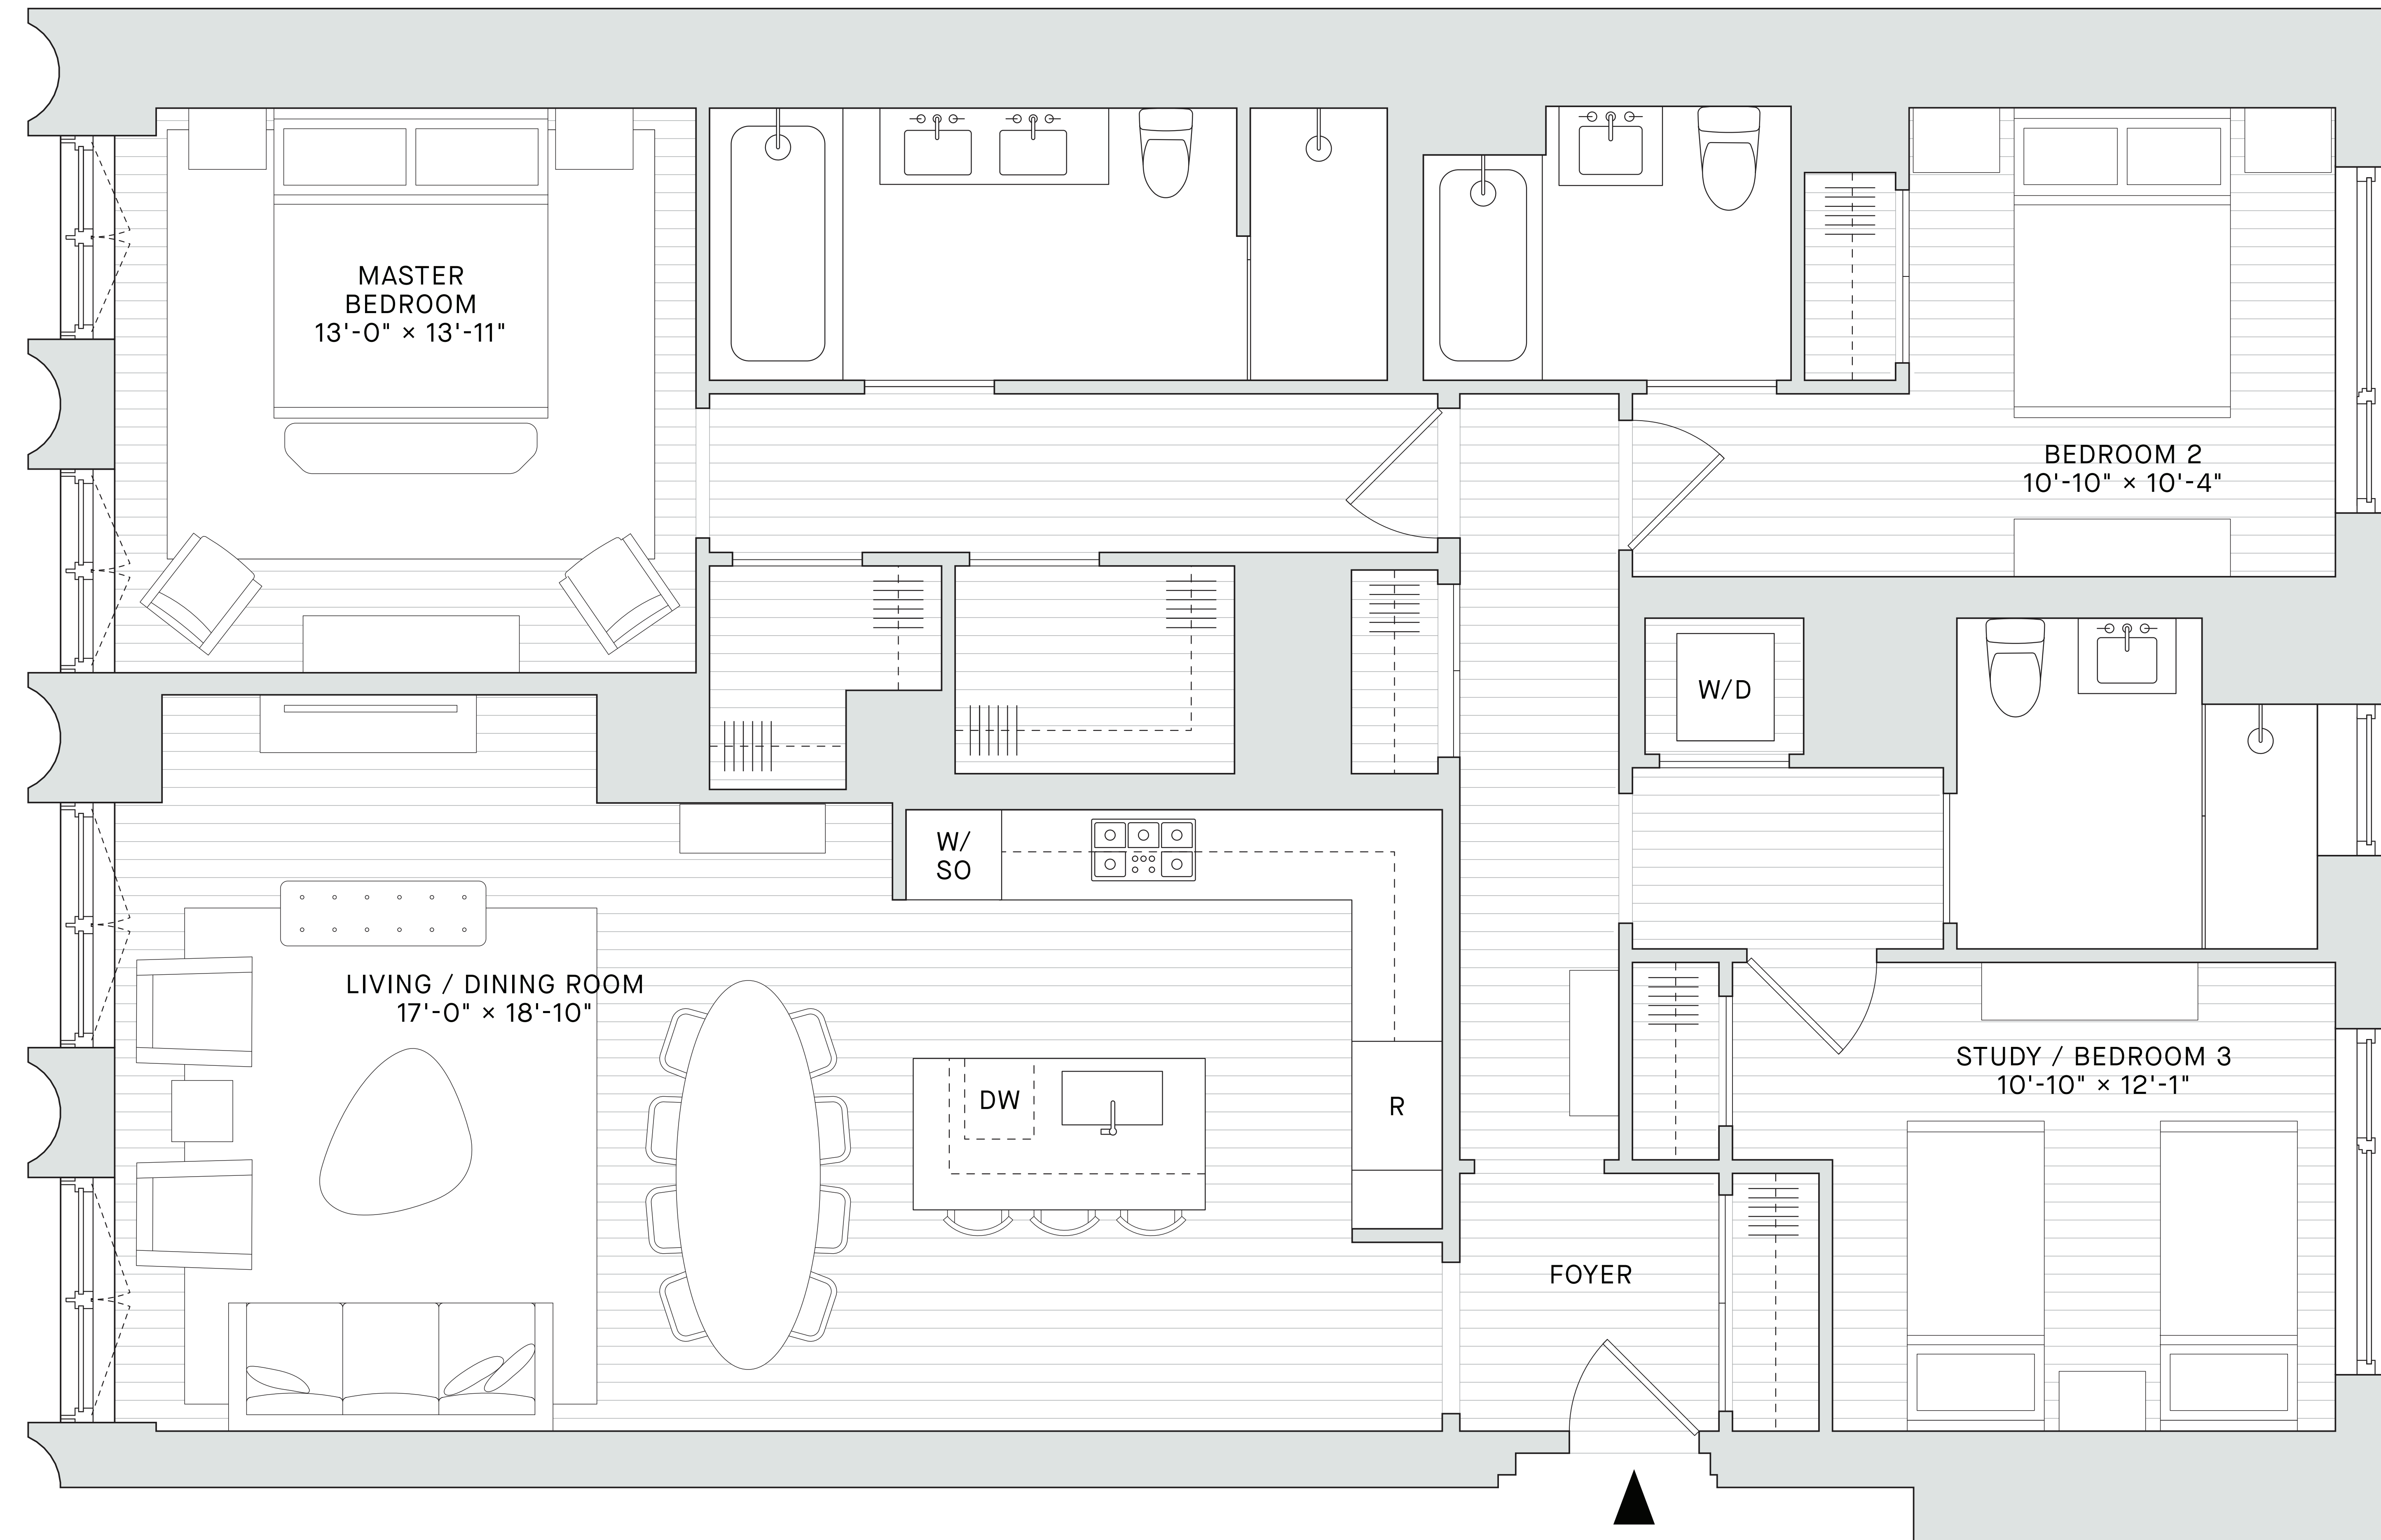 MASTER
BEDROOM
13'-0" × 13'-11"
BEDROOM 2
10'-10" × 10'-4"
W/D
W/
SO
LIVING / DINING ROOM
17'-0" × 18'-10"
DW
R
STUDY / BEDROOM 3
10'-10" × 12'-1"
FOYER